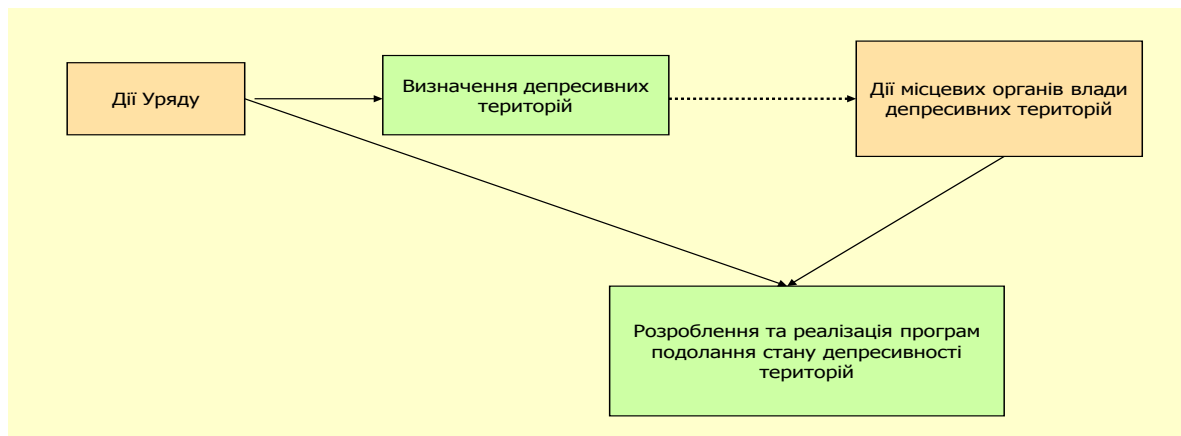 Дії Уряду
Визначення депресивних
територій
Дії місцевих органів влади
депресивних територій
Розроблення та реалізація програм
подолання стану депресивності
територій